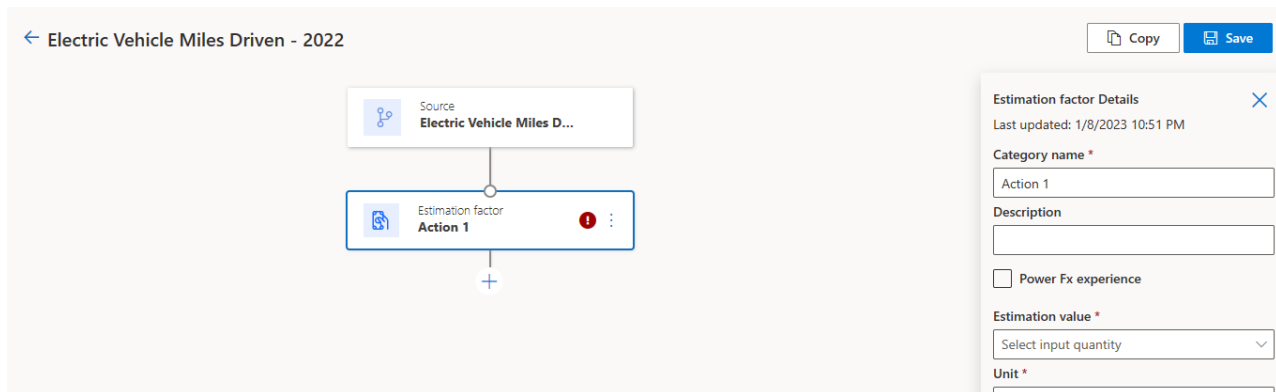 Electric Vehicle Miles Driven - 2022
Copy
Save
Source
Electric Vehicle Miles D...
Estimation factor
Action 1
Estimation factor Details
Last updated: 1/8/2023 10:51 PM
Category name *
Action 1
Description
Power Fx experience
Estimation value *
Select input quantity
Unit *